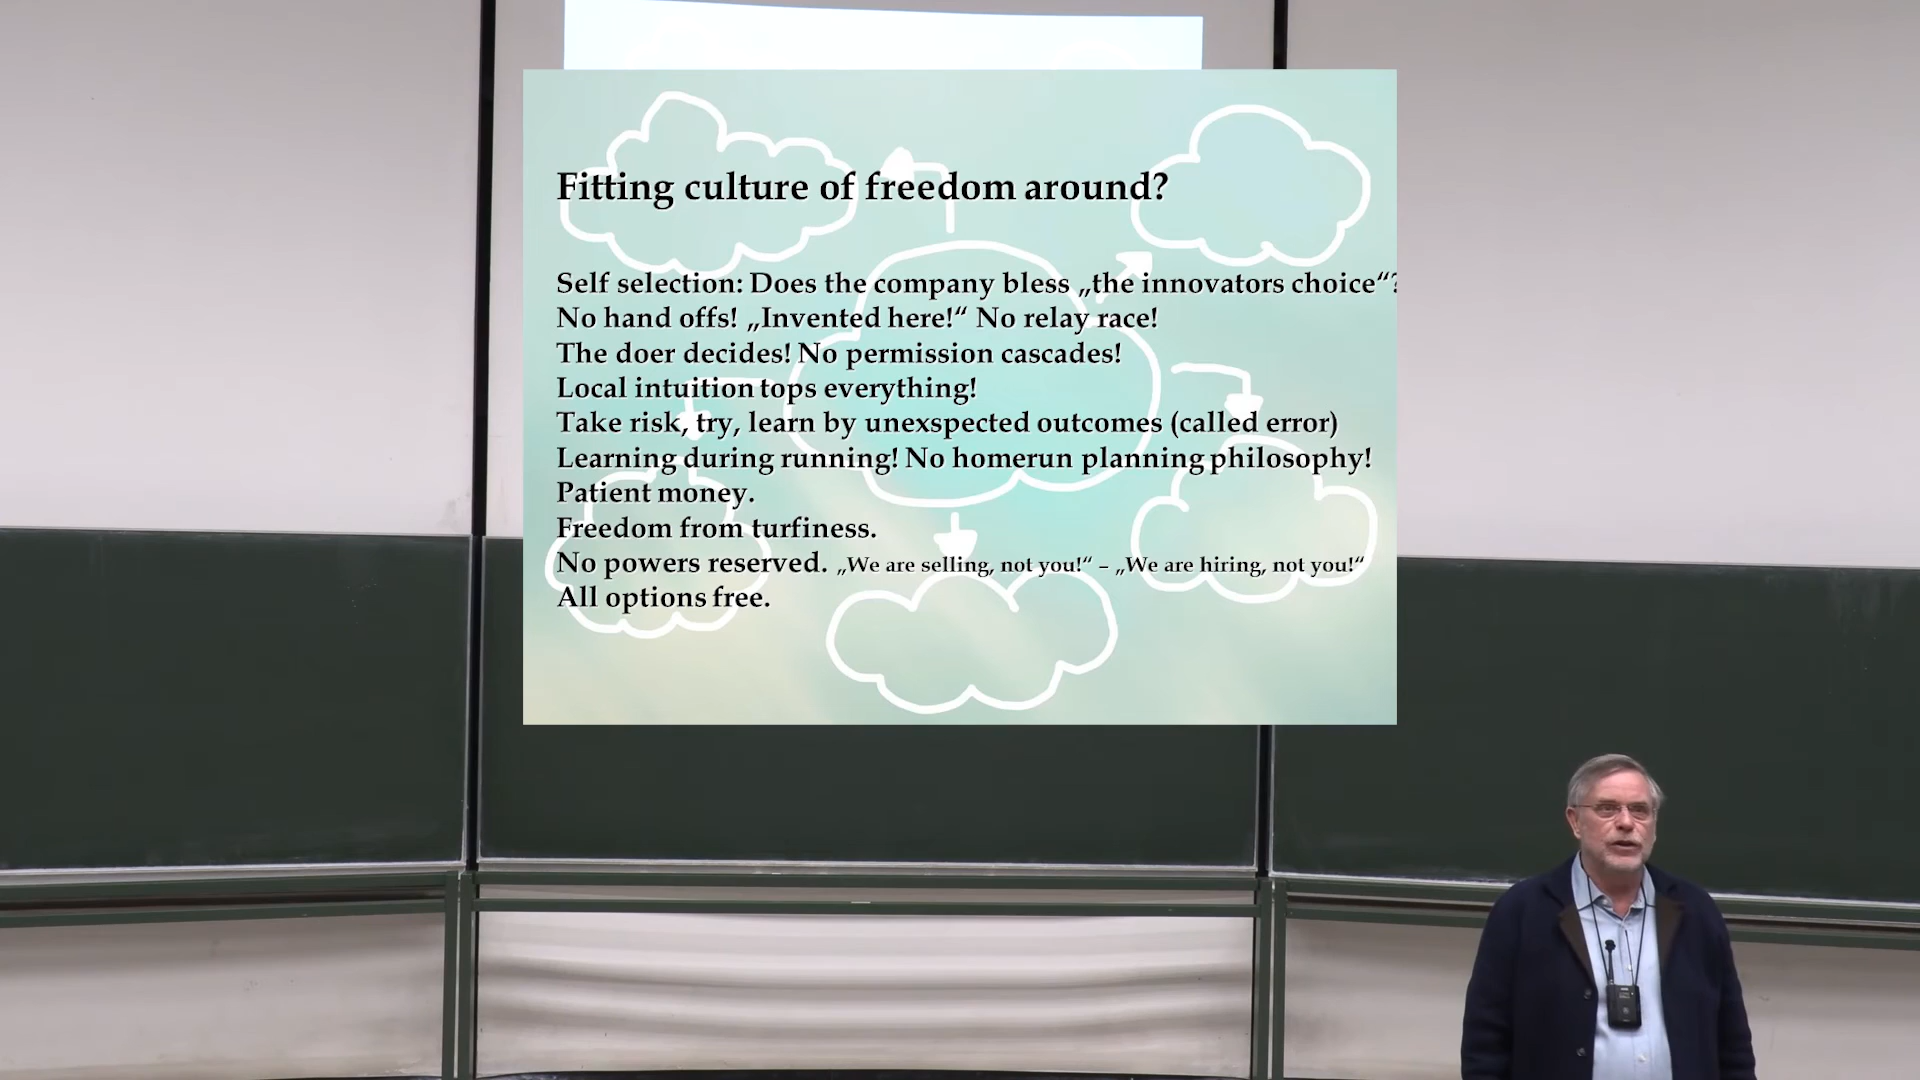 Fitting culture of freedom around?
Self selection: Does the company bless „the innovators choice“?
No hand offs! „Invented here!“ No relay race!
The doer decides! No permission cascades!
Local intuition tops everything!
Take risk, try, learn by unexpected outcomes (called error)
Learning during running! No homerun planning philosophy!
Patient money.
Freedom from turfiness.
No powers reserved. „We are selling, not you!“ – „We are hiring, not you!“
All options free.